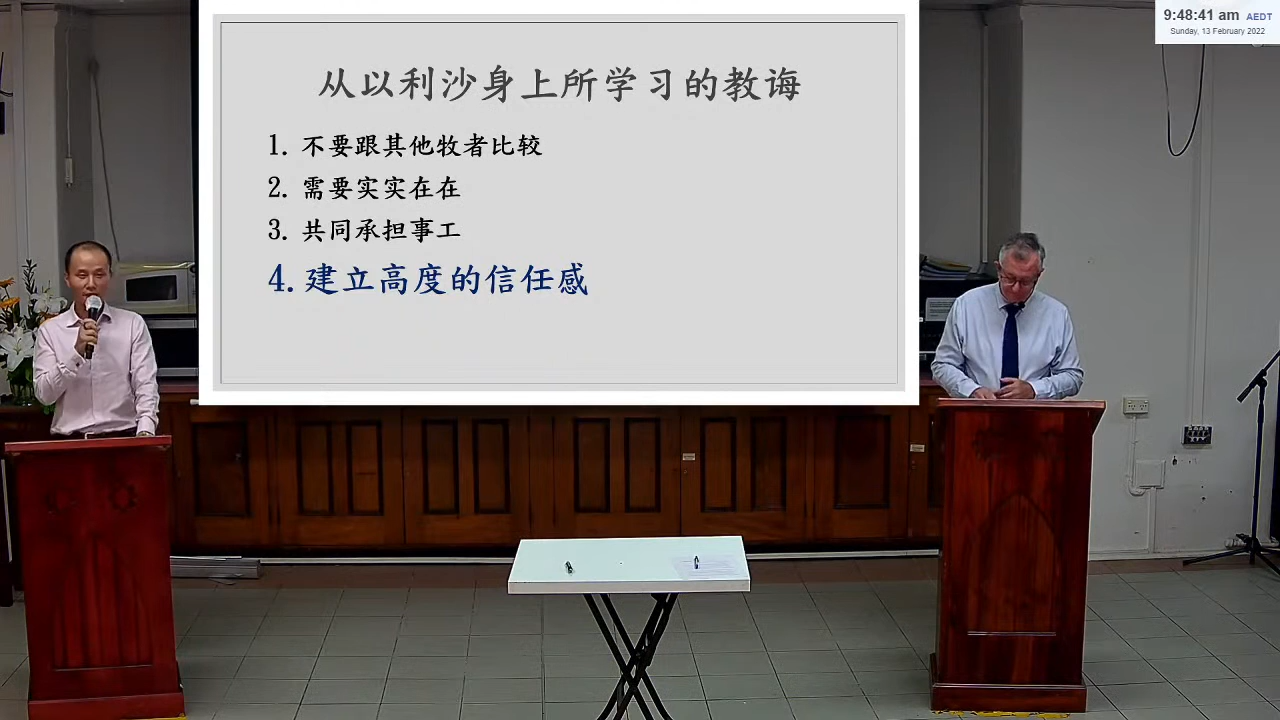 9:48:41 am AEDT
Sunday, 13 February 2022
从以利沙身上所学习的教诲
1. 不要跟其他牧者比较
2. 需要实实在在
3. 共同承担事工
4. 建立高度的信任感